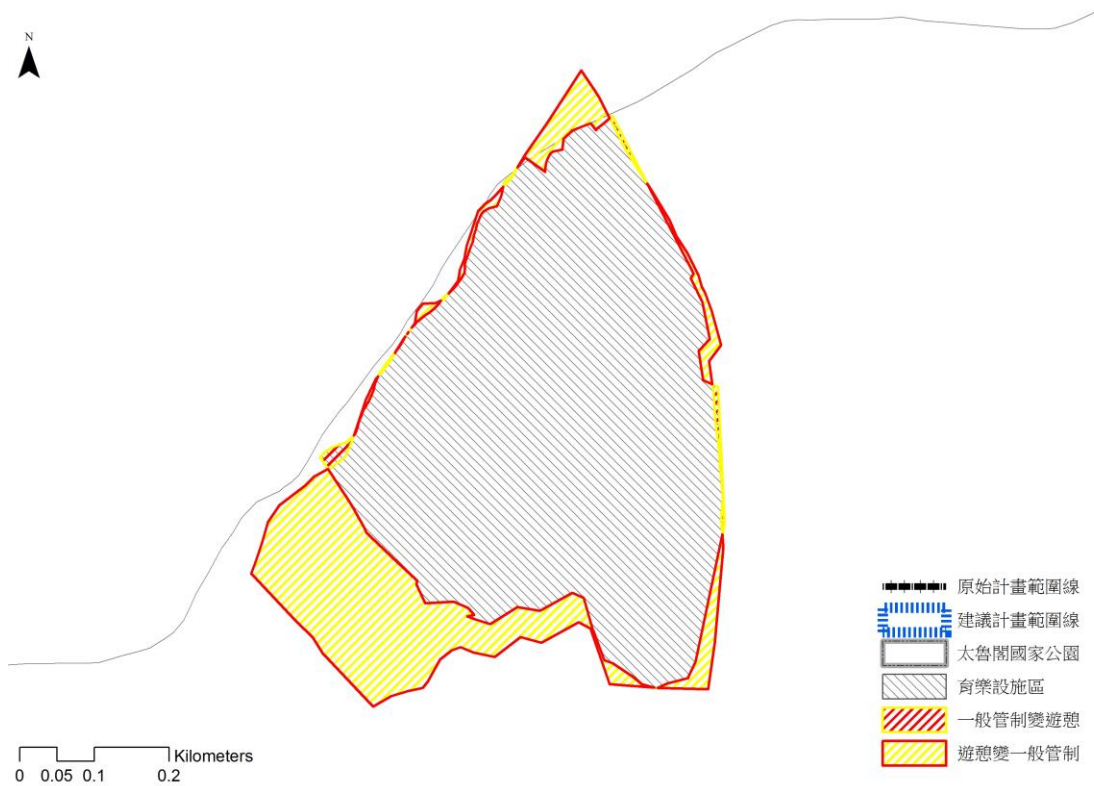 N
原始計畫範圍線
建議計畫範圍線
太魯閣國家公園
育樂設施區
一般管制變遊憩
遊憩變一般管制
Kilometers
0 0.05 0.1 0.2